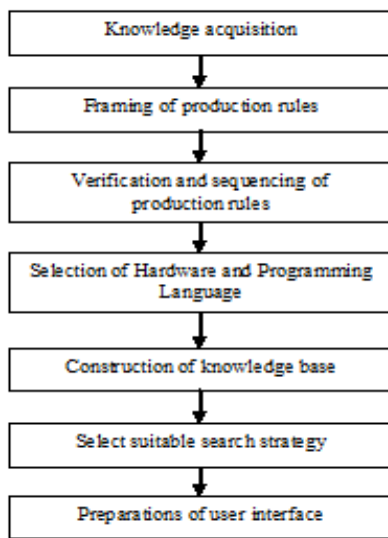 Knowledge acquisition
Framing of production rules
Verification and sequencing of
production rules
Selection of Hardware and Programming
Language
Construction of knowledge base
Select suitable search strategy
Preparations of user interface